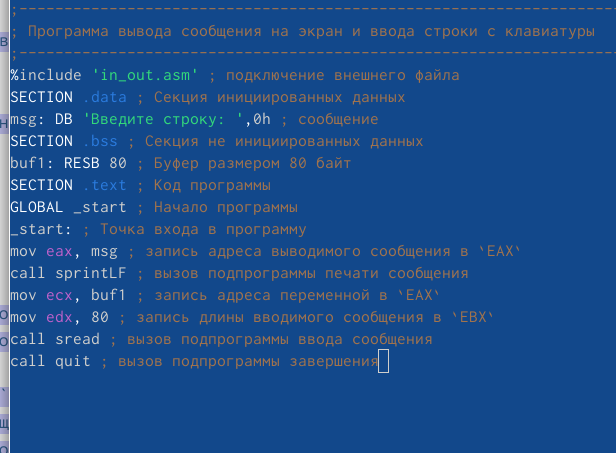 ;---------------------------------------------------------------
; Программа вывода сообщения на экран и ввода строки с клавиатуры
;---------------------------------------------------------------
%include 'in_out.asm' ; подключение внешнего файла
SECTION .data ; Секция инициированных данных
msg: DB 'Введите строку: ',0h ; сообщение
SECTION .bss ; Секция не инициированных данных
buf1: RESB 80 ; Буфер размером 80 байт
SECTION .text ; Код программы
GLOBAL _start ; Начало программы
_start: ; Точка входа в программу
mov eax, msg ; запись адреса выводимого сообщения в `EAX`
call sprintLF ; вызов подпрограммы печати сообщения
mov ecx, buf1 ; запись адреса переменной в `EAX`
mov edx, 80 ; запись длины вводимого сообщения в `EBX`
call sread ; вызов подпрограммы ввода сообщения
call quit ; вызов подпрограммы завершения